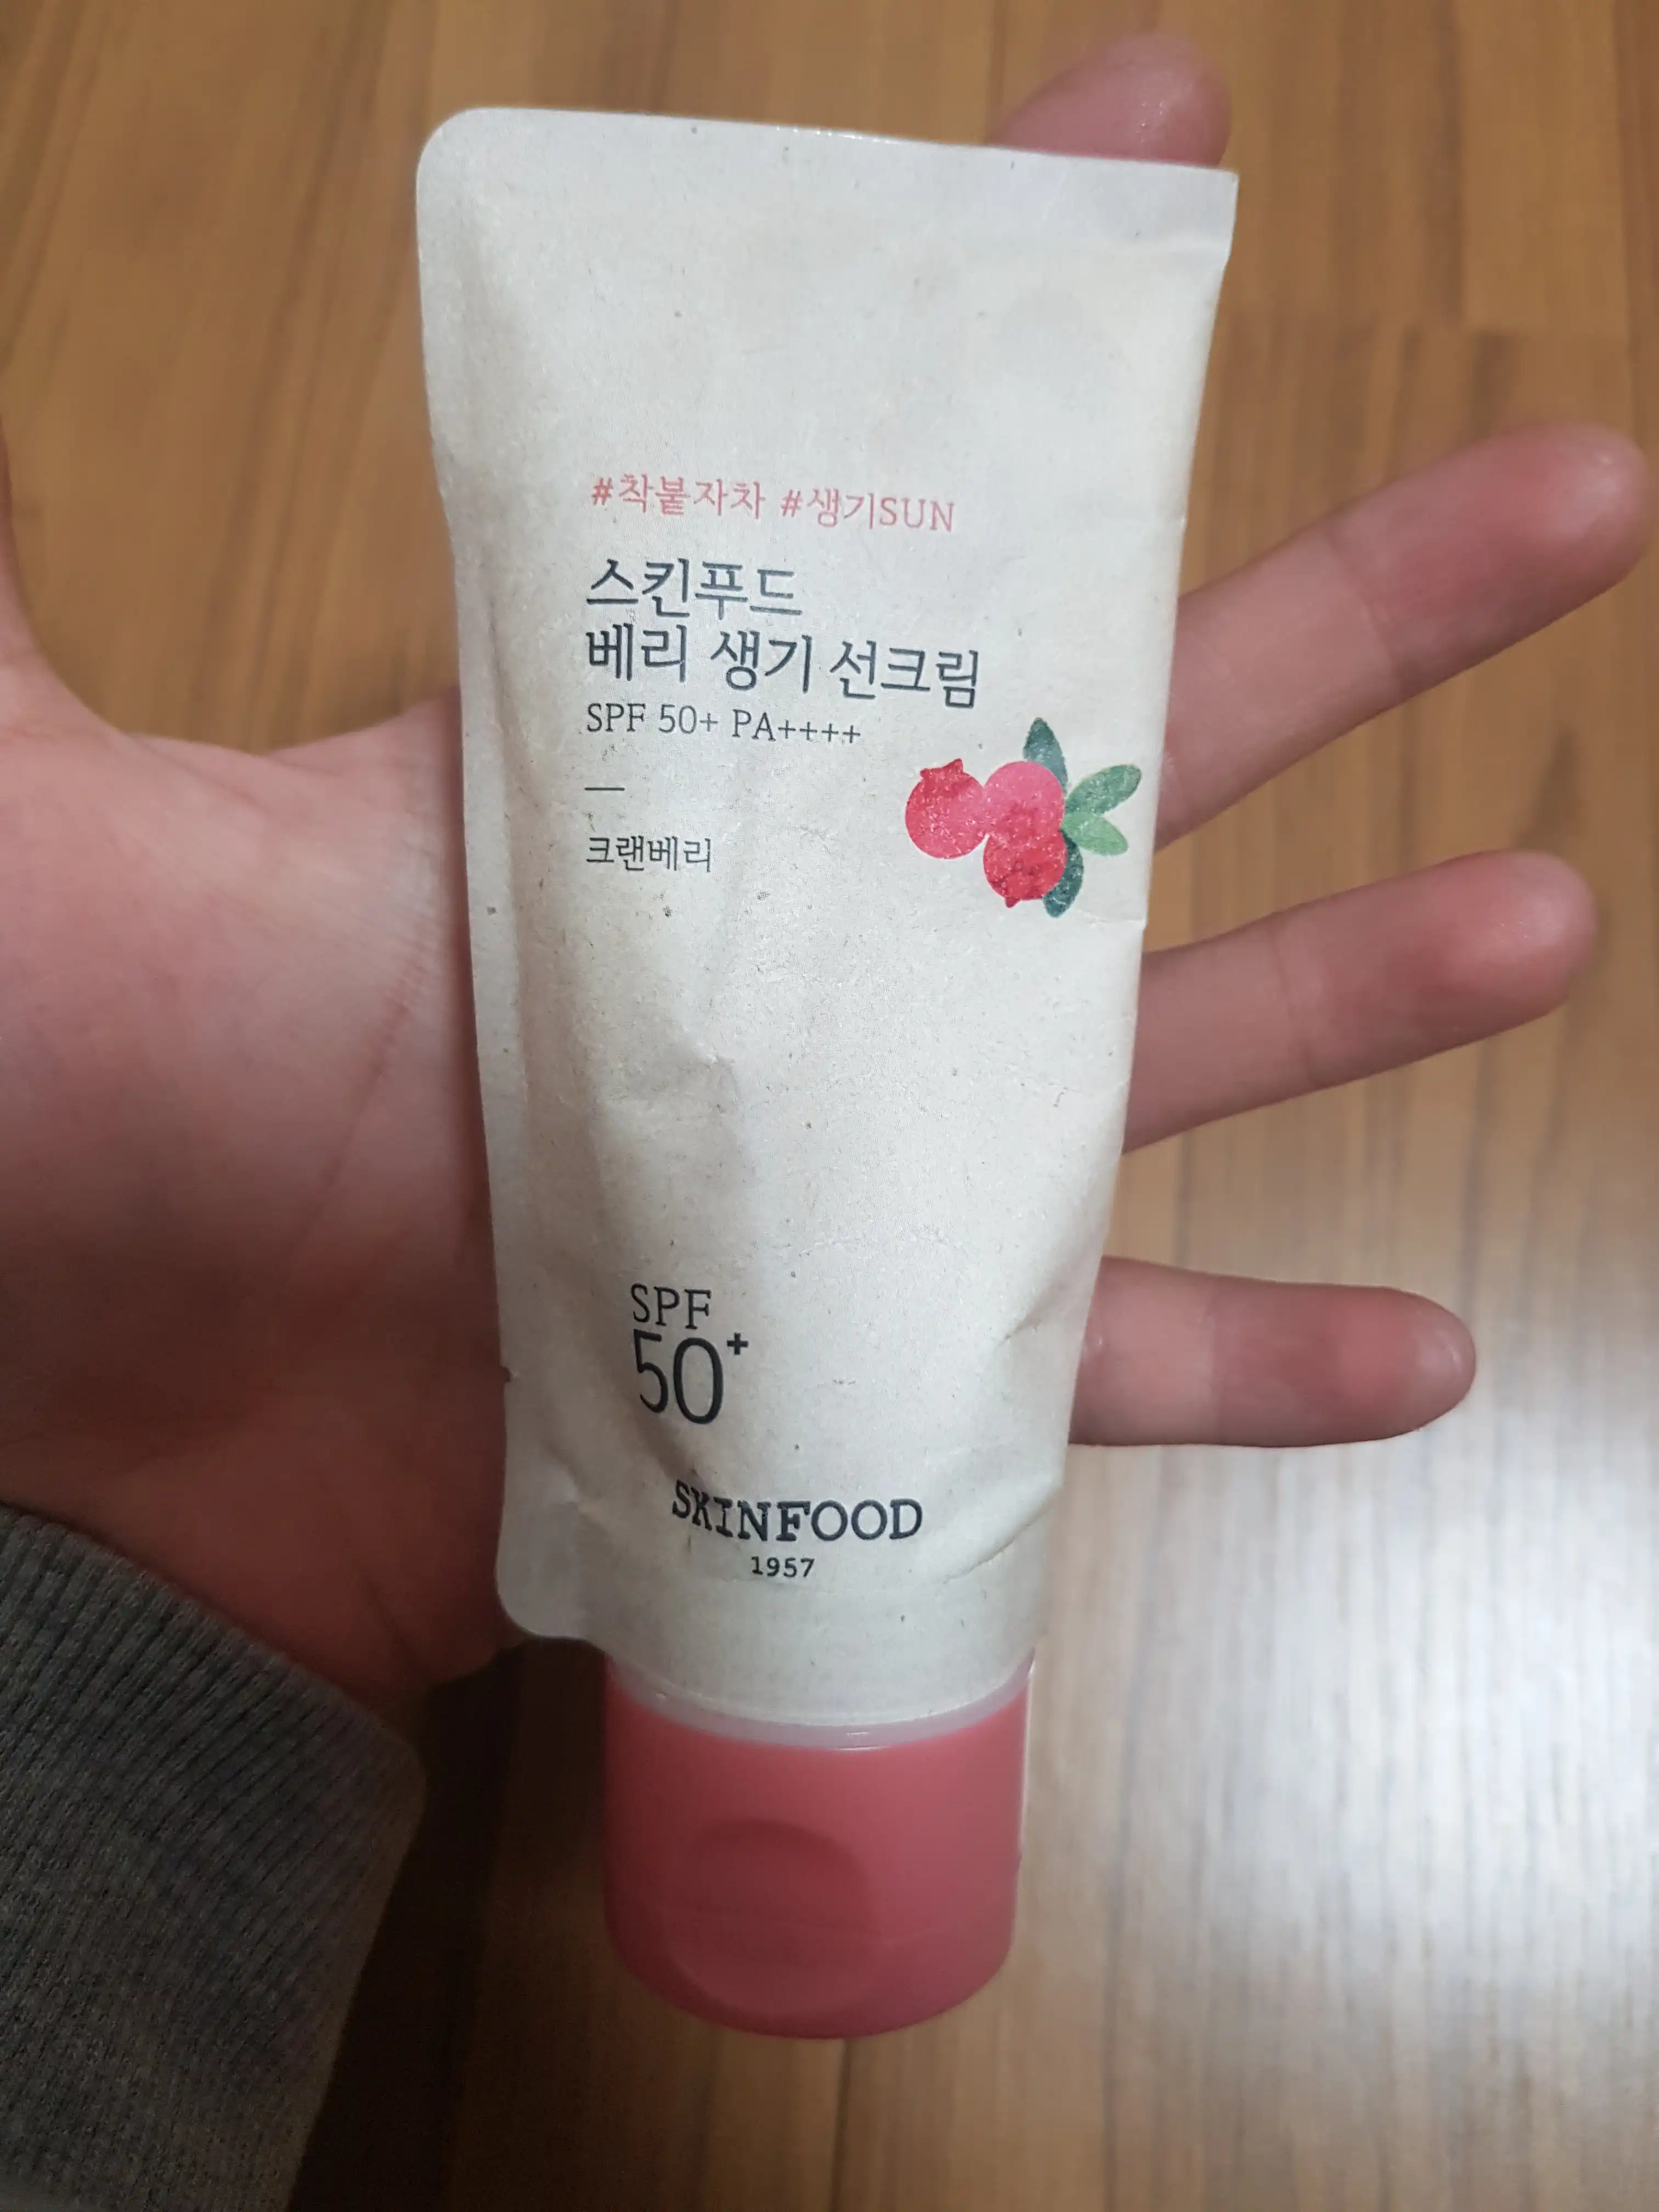 #착붙자차 #생기SUN
스킨푸드
베리 생기 선크림
SPF 50+ PA++++
—
크랜베리
SPF
50+
SKINFOOD
1957